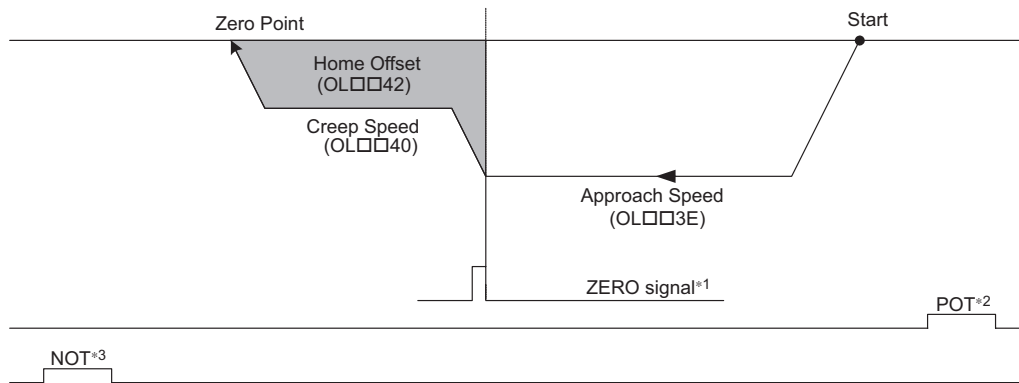 Zero Point
Start
Home Offset
(OL□□42)
Creep Speed
(OL□□40)
Approach Speed
(OL□□3E)
ZERO signal*1
POT*2
NOT*3